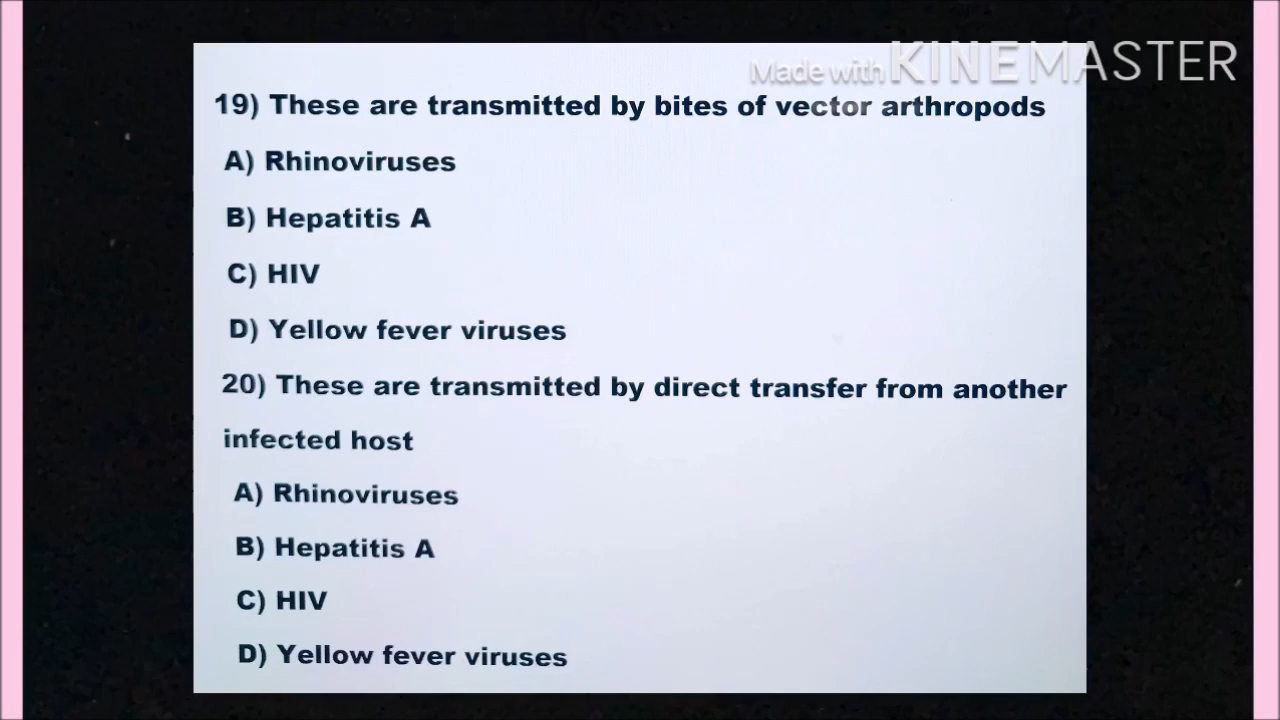 Made with KINEMASTER
19) These are transmitted by bites of vector arthropods
A) Rhinoviruses
B) Hepatitis A
C) HIV
D) Yellow fever viruses
20) These are transmitted by direct transfer from another
infected host
A) Rhinoviruses
B) Hepatitis A
C) HIV
D) Yellow fever viruses